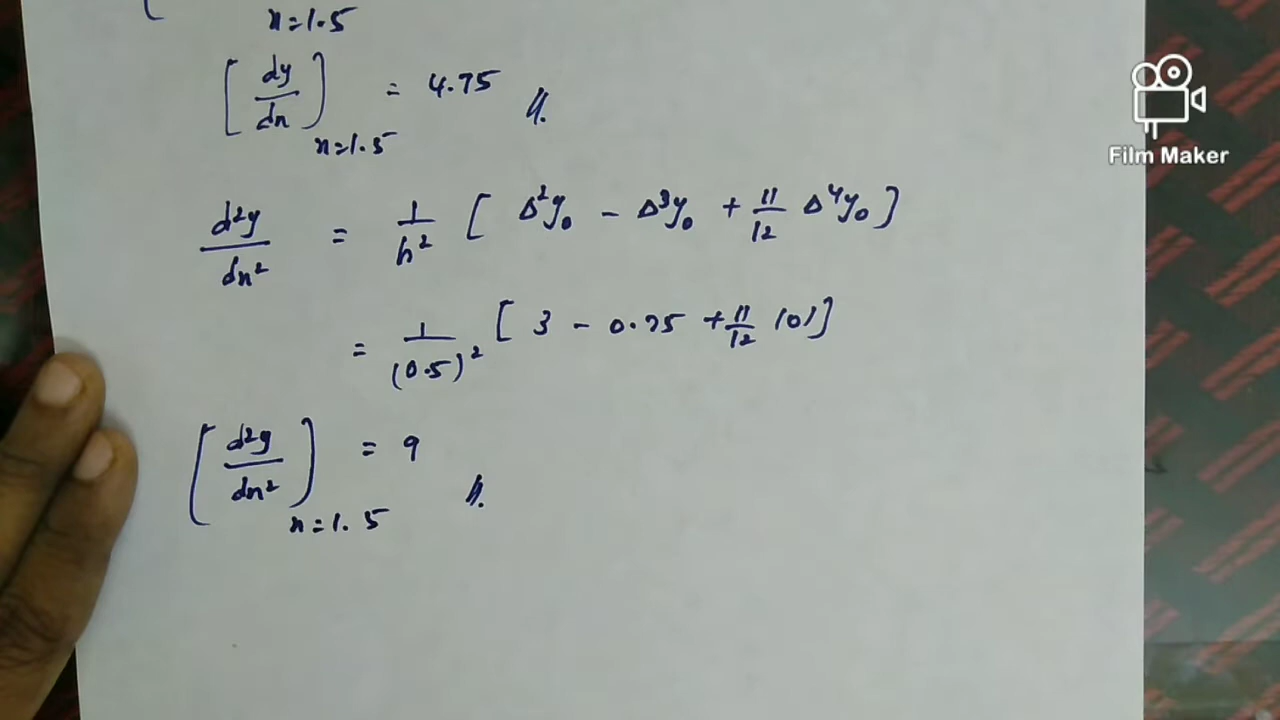 x=1.5
[dy/dx]x=1.5 = 4.75 //.
d²y/dx² = 1/h² [ Δ²y₀ - Δ³y₀ + 11/12 Δ⁴y₀ ]
= 1/(0.5)² [ 3 - 0.75 + 11/12 (0) ]
[d²y/dx²]x=1.5 = 9 //.
Film Maker